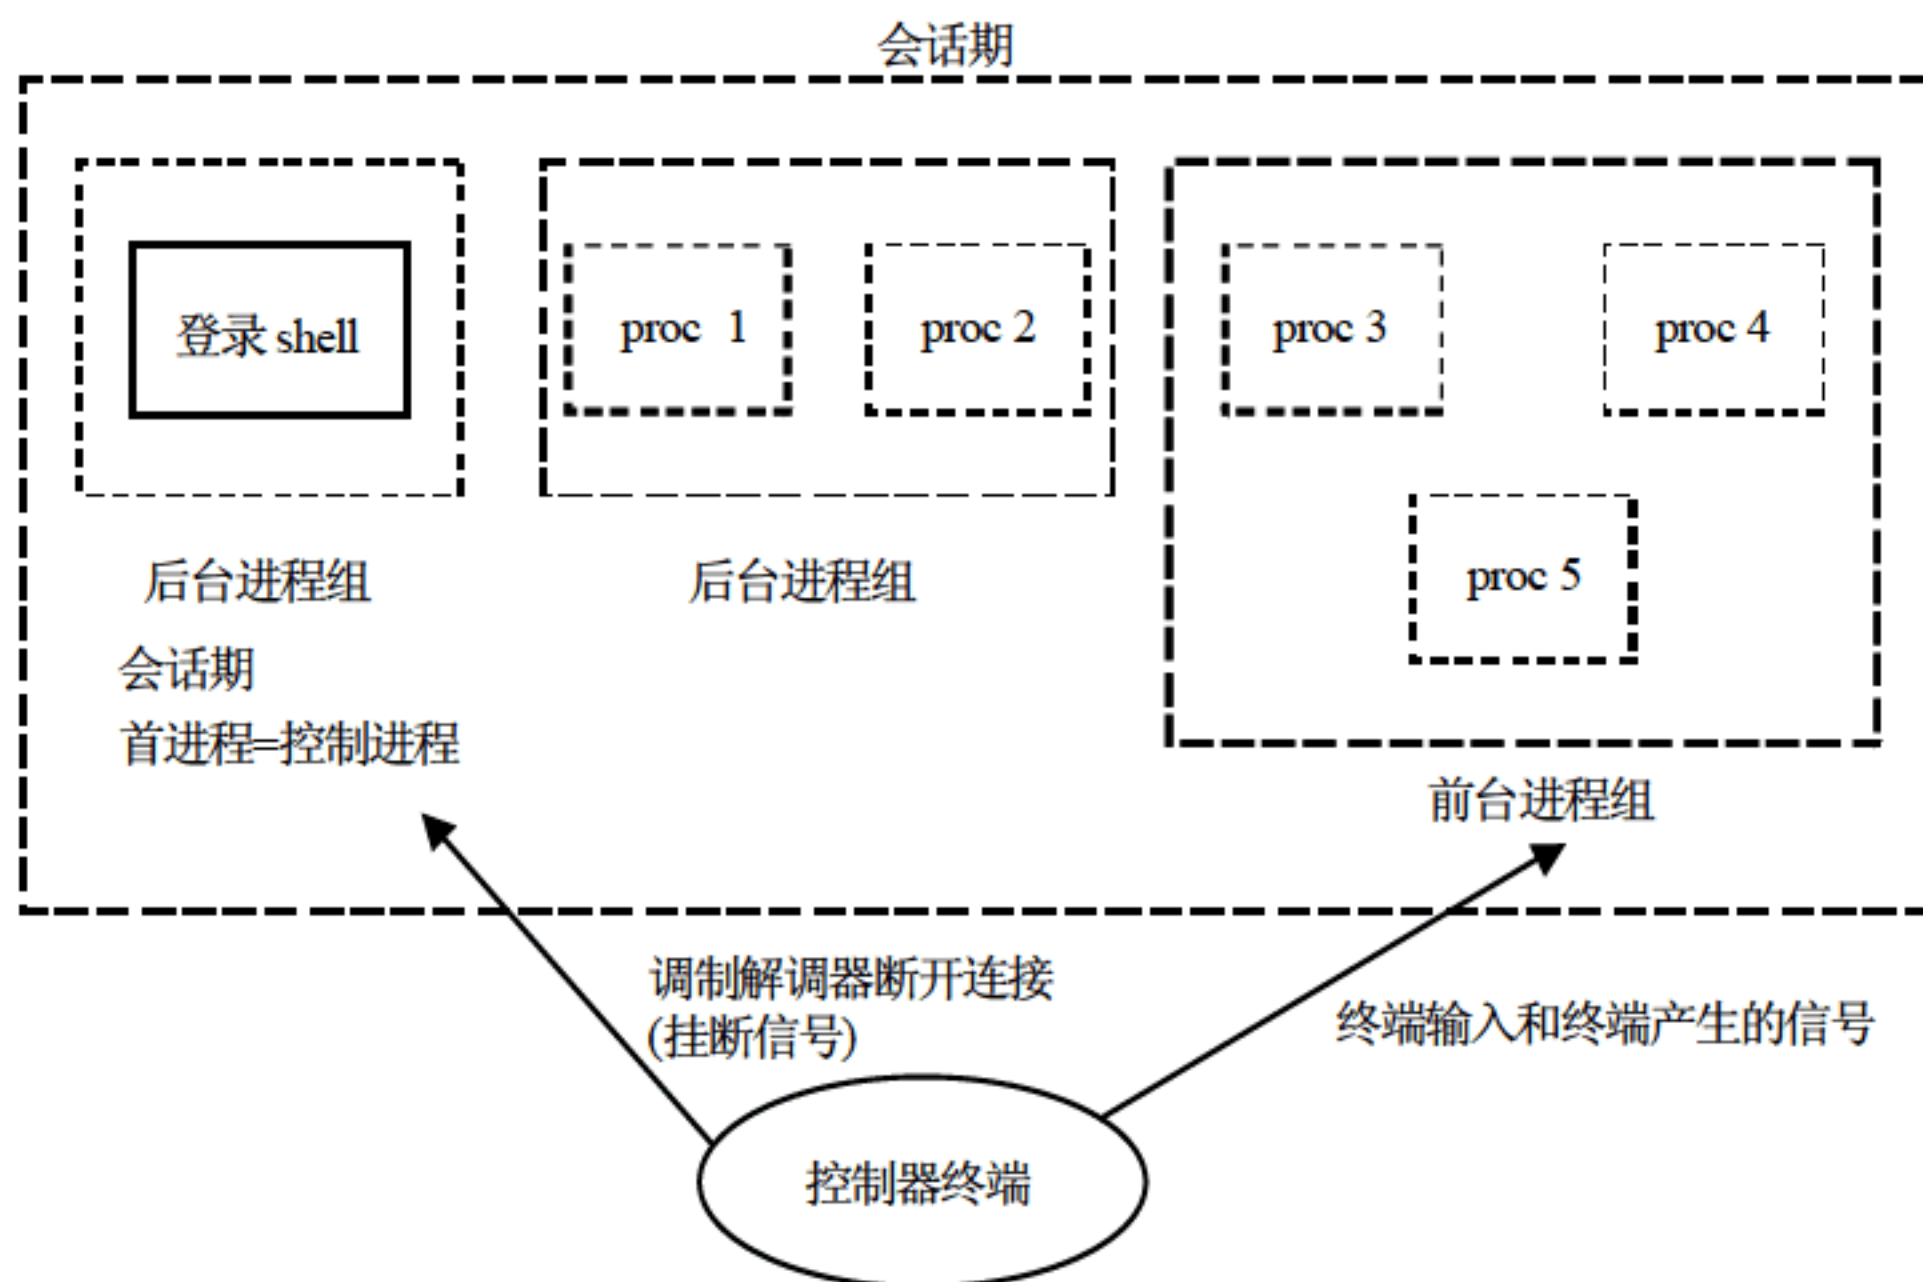 会话期
登录 shell
proc 1
proc 2
proc 3
proc 4
proc 5
后台进程组
后台进程组
会话期
首进程=控制进程
前台进程组
调制解调器断开连接
(挂断信号)
终端输入和终端产生的信号
控制器终端